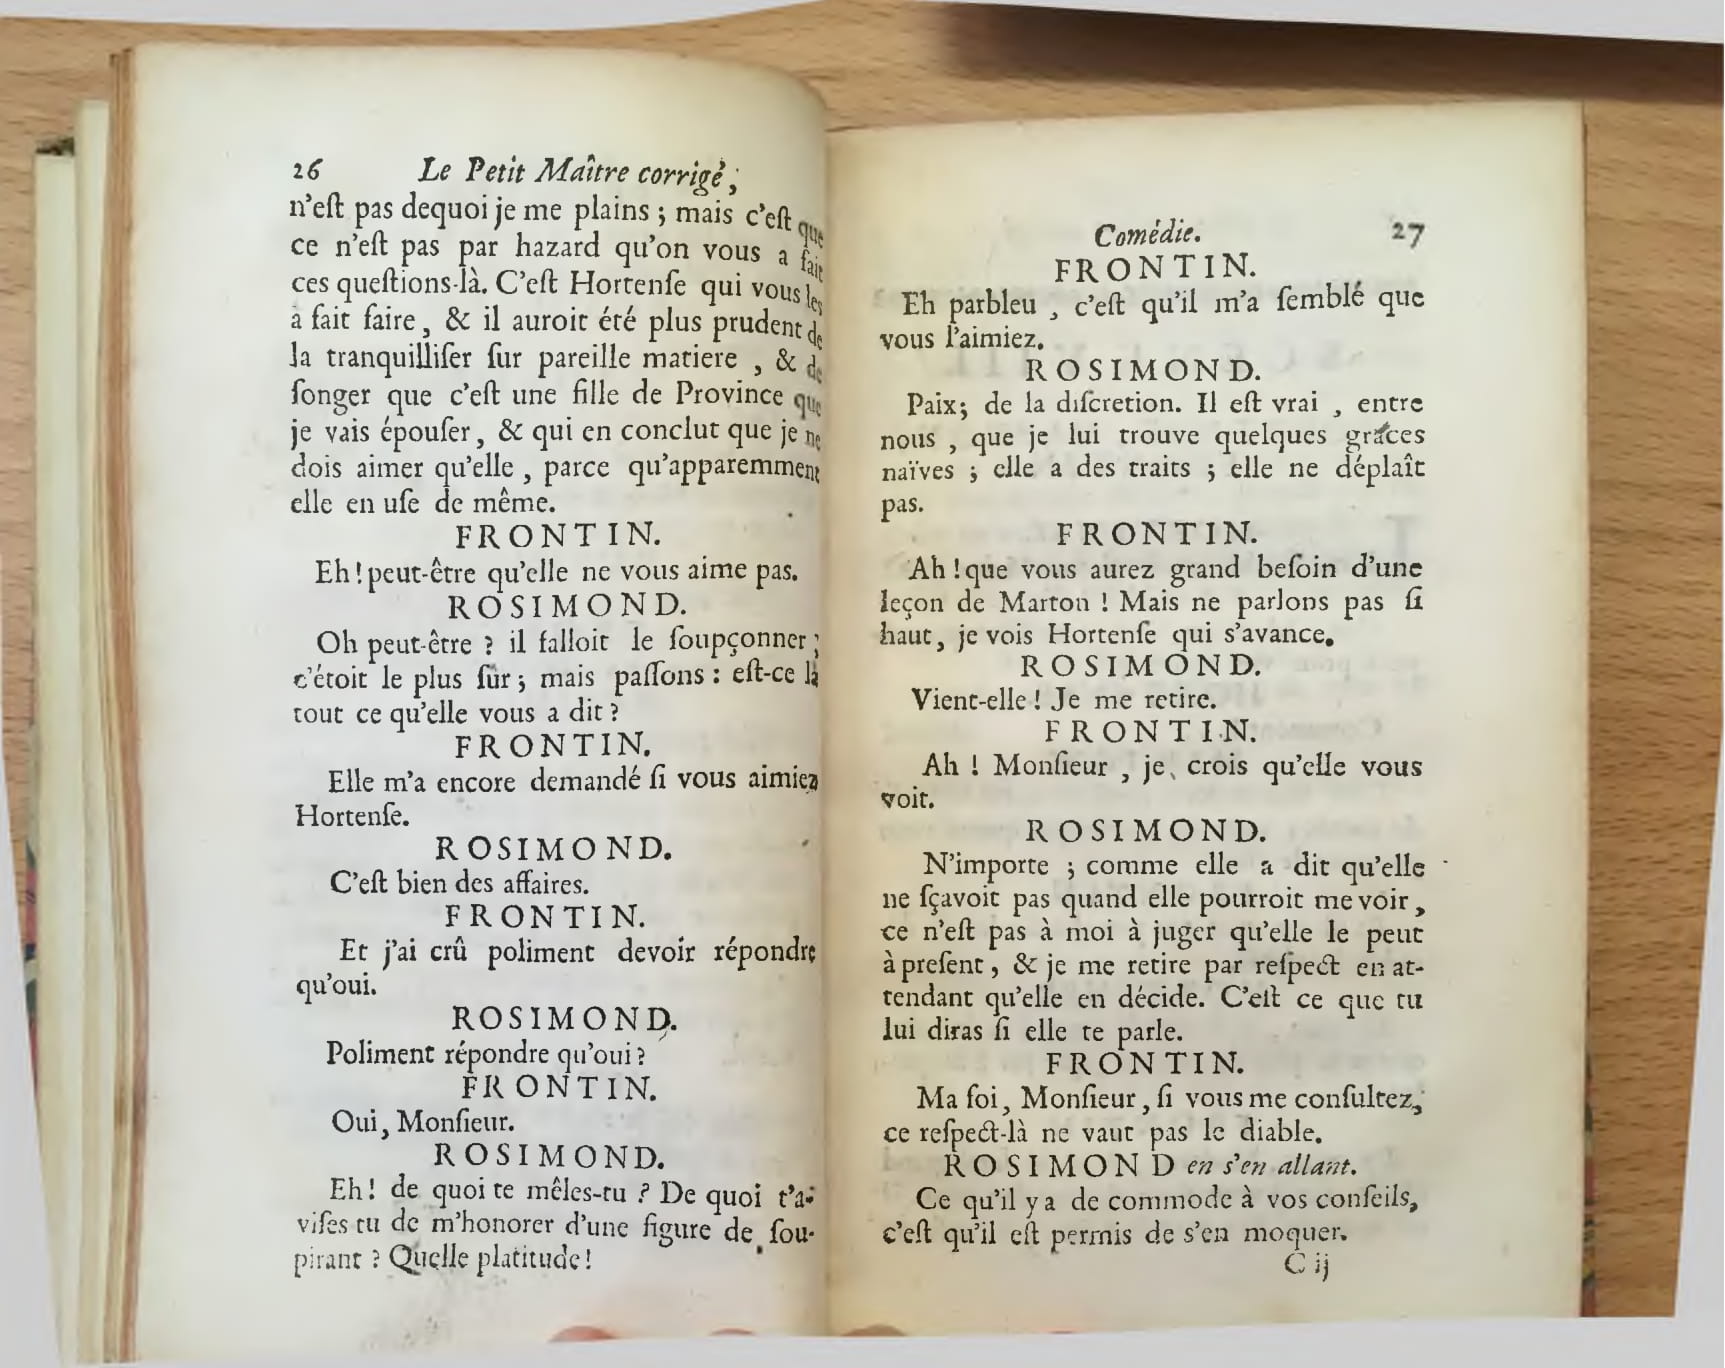 26 Le Petit Maître corrigé ;
n'eſt pas dequoi je me plains ; mais c'eſt que
ce n'eſt pas par hazard qu'on vous a fait
ces queſtions-là. C'eſt Hortenſe qui vous les
a fait faire, & il auroit été plus prudent de
la tranquilliſer ſur pareille matiere, & de
ſonger que c'eſt une fille de Province que
je vais épouſer, & qui en conclut que je ne
dois aimer qu'elle, parce qu'apparemment
elle en uſe de même.
FRONTIN.
Eh ! peut-être qu'elle ne vous aime pas.
ROSIMOND.
Oh peut-être ? il falloit le ſoupçonner ;
c'étoit le plus ſûr ; mais paſſons : eſt-ce là
tout ce qu'elle vous a dit ?
FRONTIN.
Elle m'a encore demandé ſi vous aimiez
Hortenſe.
ROSIMOND.
C'eſt bien des affaires.
FRONTIN.
Et j'ai crû poliment devoir répondre
qu'oui.
ROSIMOND.
Poliment répondre qu'oui ?
FRONTIN.
Oui, Monſieur.
ROSIMOND.
Eh ! de quoi te mêles-tu ? De quoi t'a-
viſes tu de m'honorer d'une figure de ſou-
pirant ? Quelle platitude !
Comédie. 27
FRONTIN.
Eh parbleu, c'eſt qu'il m'a ſemblé que
vous l'aimiez.
ROSIMOND.
Paix ; de la diſcretion. Il eſt vrai, entre
nous, que je lui trouve quelques graces
naïves ; elle a des traits ; elle ne déplaît
pas.
FRONTIN.
Ah ! que vous aurez grand beſoin d'une
leçon de Marton ! Mais ne parlons pas ſi
haut, je vois Hortenſe qui s'avance.
ROSIMOND.
Vient-elle ! Je me retire.
FRONTIN.
Ah ! Monſieur, je crois qu'elle vous
voit.
ROSIMOND.
N'importe ; comme elle a dit qu'elle
ne ſçavoit pas quand elle pourroit me voir,
ce n'eſt pas à moi à juger qu'elle le peut
à preſent, & je me retire par reſpect en at-
tendant qu'elle en décide. C'eſt ce que tu
lui diras ſi elle te parle.
FRONTIN.
Ma foi, Monſieur, ſi vous me conſultez,
ce reſpect-là ne vaut pas le diable.
ROSIMOND en s'en allant.
Ce qu'il y a de commode à vos conſeils,
c'eſt qu'il eſt permis de s'en moquer.
C ij